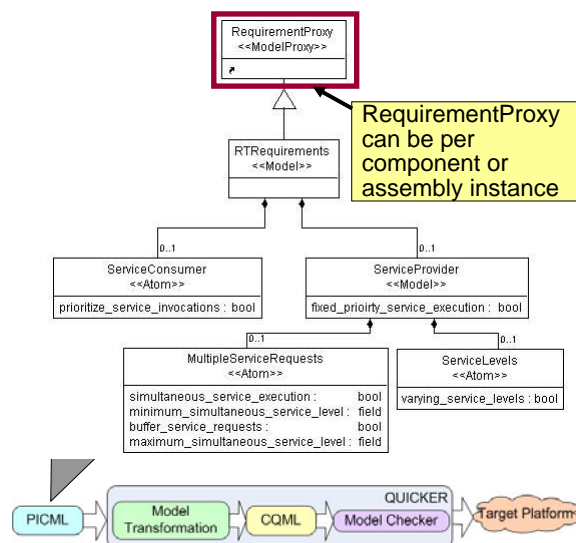 RequirementProxy
<<ModelProxy>>
RequirementProxy
can be per
component or
assembly instance
RTRequirements
<<Model>>
0..1
0..1
ServiceConsumer
<<Atom>>
prioritize_service_invocations : bool
ServiceProvider
<<Model>>
fixed_prioirty_service_execution : bool
0..1
0..1
MultipleServiceRequests
<<Atom>>
simultaneous_service_execution : bool
minimum_simultaneous_service_level : field
buffer_service_requests : bool
maximum_simultaneous_service_level : field
ServiceLevels
<<Atom>>
varying_service_levels : bool
QUICKER
PICML
Model
Transformation
CQML
Model Checker
Target Platform